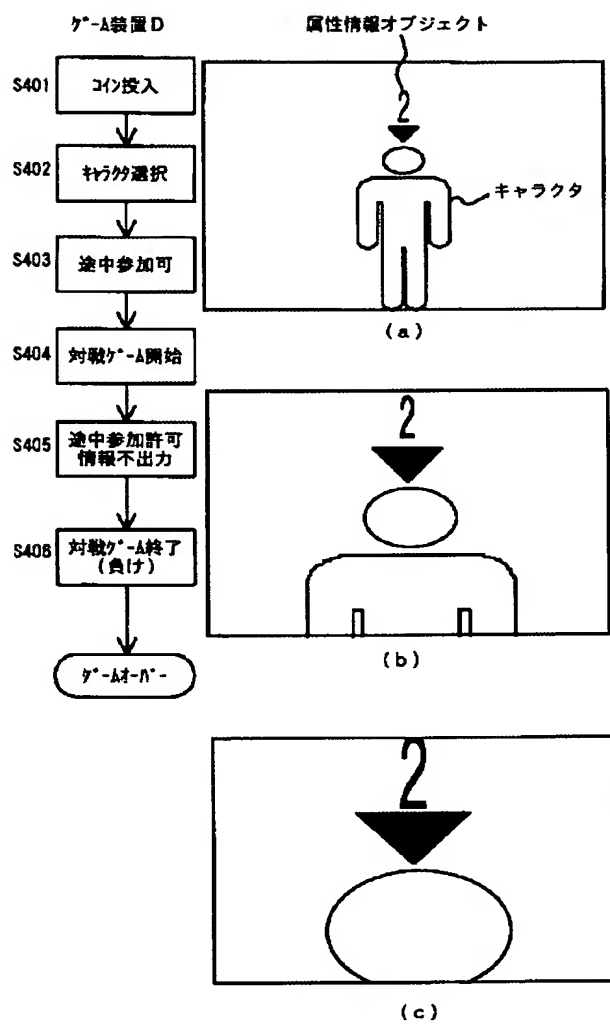 ゲーム装置D
S401
コイン投入
S402
キャラクタ選択
S403
途中参加可
S404
対戦ゲーム開始
S405
途中参加許可
情報不出力
S406
対戦ゲーム終了
(負け)
ゲームオーバー
属性情報オブジェクト
2
キャラクタ
(a)
2
(b)
2
(c)